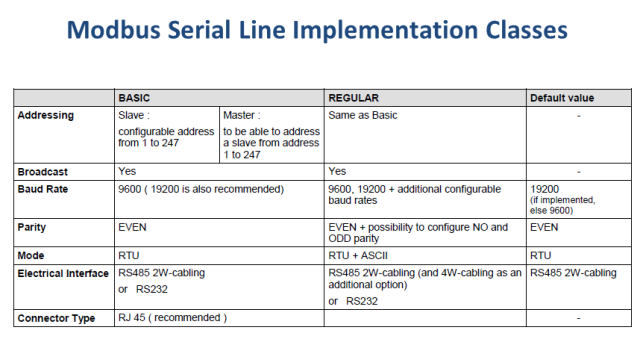 Modbus Serial Line Implementation Classes
BASIC REGULAR Default value
Addressing Slave : Master : Same as Basic -
configurable address to be able to address
from 1 to 247 a slave from address
1 to 247
Broadcast Yes Yes -
Baud Rate 9600 ( 19200 is also recommended) 9600, 19200 + additional configurable 19200
baud rates (if implemented,
else 9600)
Parity EVEN EVEN + possibility to configure NO and EVEN
ODD parity
Mode RTU RTU + ASCII RTU
Electrical Interface RS485 2W-cabling RS485 2W-cabling (and 4W-cabling as an RS485 2W-cabling
or RS232 additional option)
or RS232
Connector Type RJ 45 ( recommended ) -